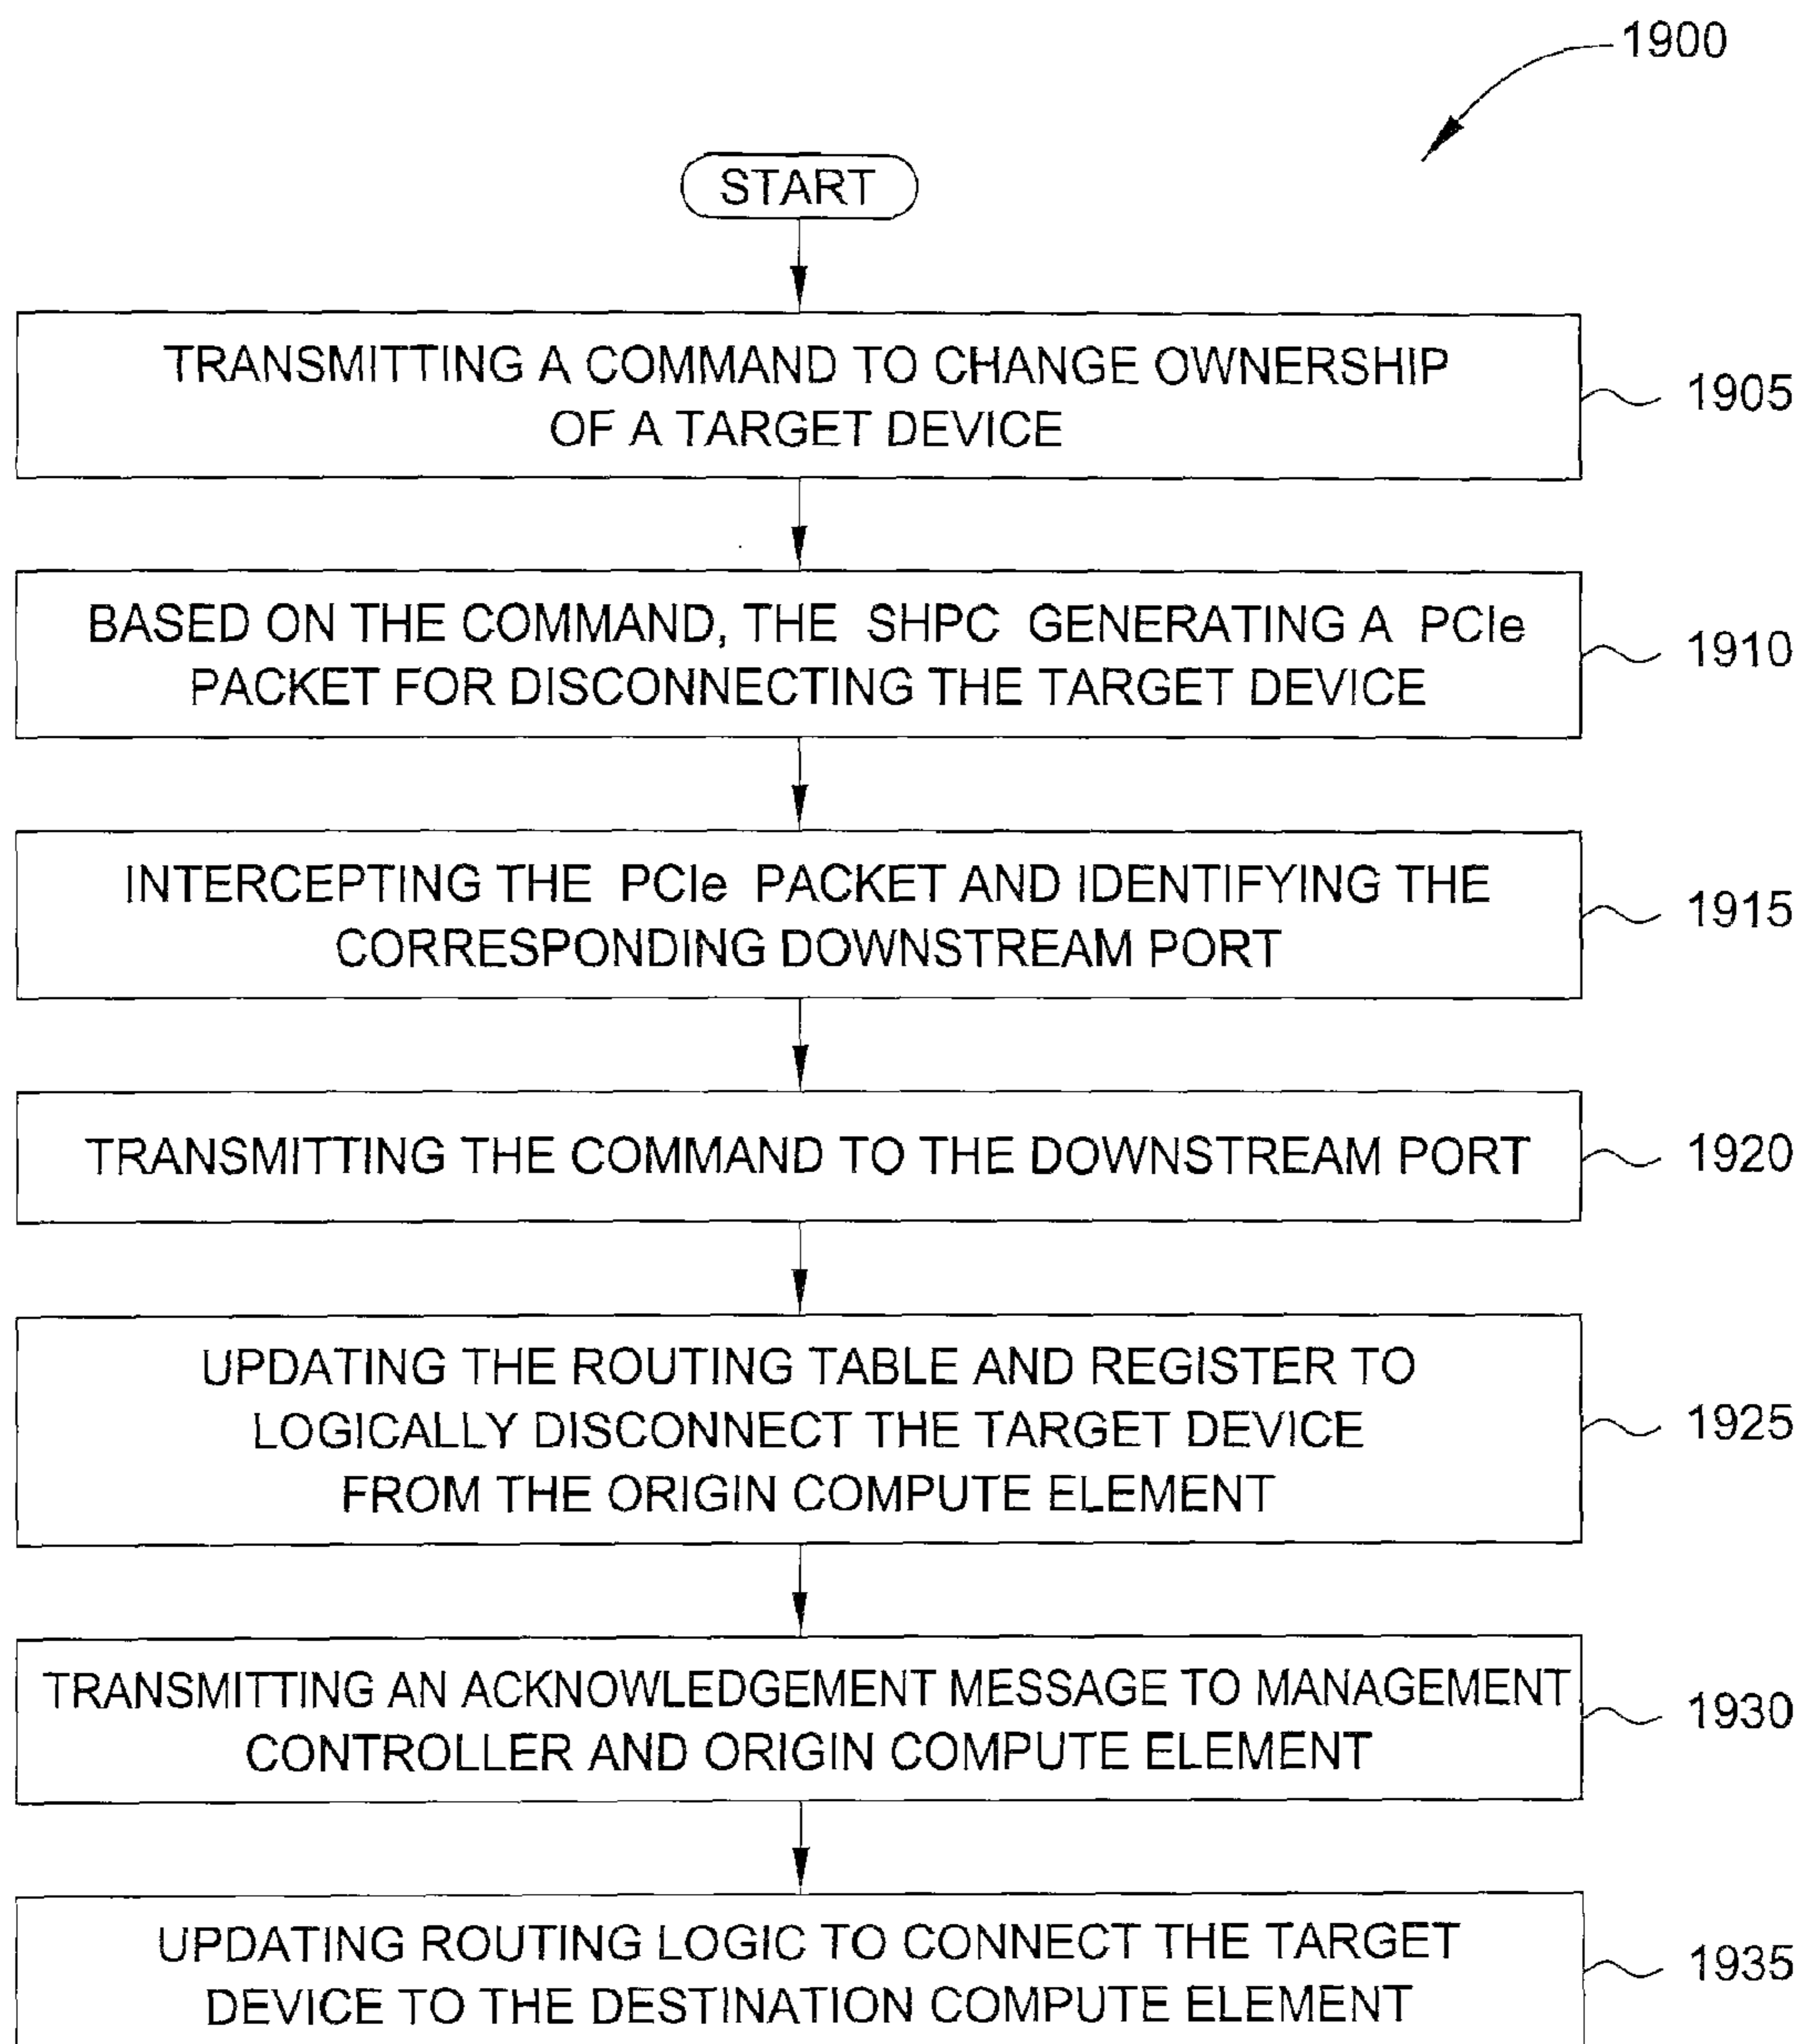 1900
START
TRANSMITTING A COMMAND TO CHANGE OWNERSHIP
OF A TARGET DEVICE
1905
BASED ON THE COMMAND, THE SHPC GENERATING A PCIe
PACKET FOR DISCONNECTING THE TARGET DEVICE
1910
INTERCEPTING THE PCIe PACKET AND IDENTIFYING THE
CORRESPONDING DOWNSTREAM PORT
1915
TRANSMITTING THE COMMAND TO THE DOWNSTREAM PORT
1920
UPDATING THE ROUTING TABLE AND REGISTER TO
LOGICALLY DISCONNECT THE TARGET DEVICE
FROM THE ORIGIN COMPUTE ELEMENT
1925
TRANSMITTING AN ACKNOWLEDGEMENT MESSAGE TO MANAGEMENT
CONTROLLER AND ORIGIN COMPUTE ELEMENT
1930
UPDATING ROUTING LOGIC TO CONNECT THE TARGET
DEVICE TO THE DESTINATION COMPUTE ELEMENT
1935